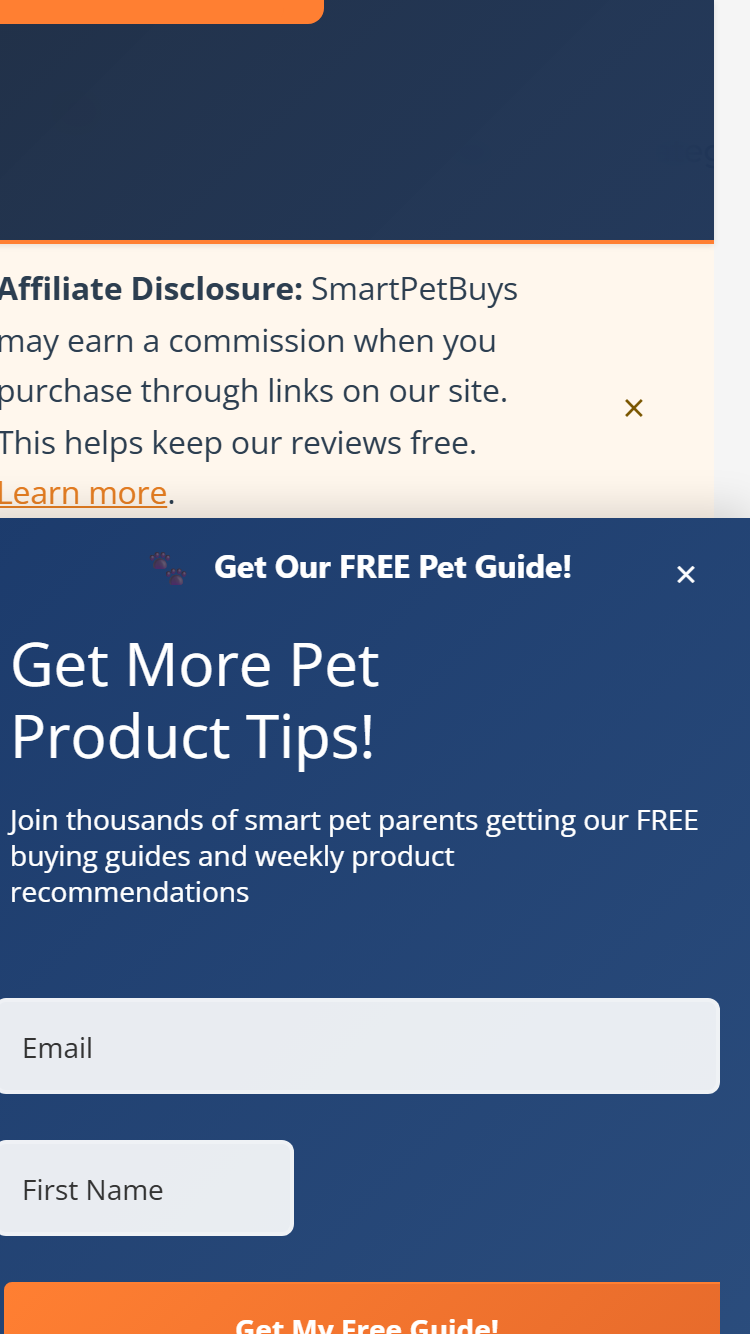 Affiliate Disclosure: SmartPetBuys
may earn a commission when you
purchase through links on our site.
This helps keep our reviews free.
Learn more.
×
Get Our FREE Pet Guide!
×
Get More Pet
Product Tips!
Join thousands of smart pet parents getting our FREE
buying guides and weekly product
recommendations
Email
First Name
Get My Free Guide!